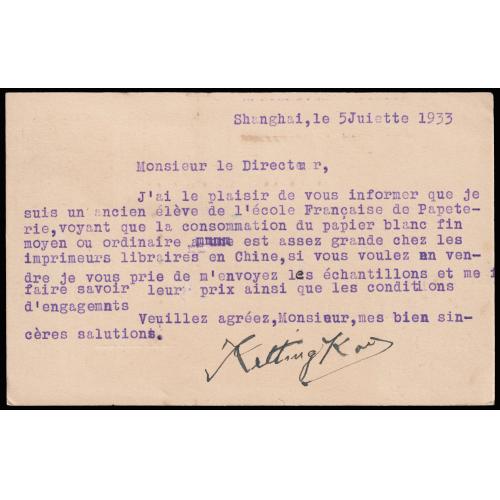 Shanghai,le 5Juiette 1933
Monsieur le Directeur,
J'ai le plaisir de vous informer que je
suis un ancien élève de l'école Française de Papete-
rie,voyant que la consommation du papier blanc fin
moyen ou ordinaire est assez grande chez les
imprimeurs libraires en Chine,si vous voulez en ven-
dre je vous prie de m'envoyez les échantillons et me
faire savoir leur prix ainsi que les conditions
d'engagemnts
Veuillez agréez,Monsieur,mes bien sin-
cères salutions.
Ketting Kou